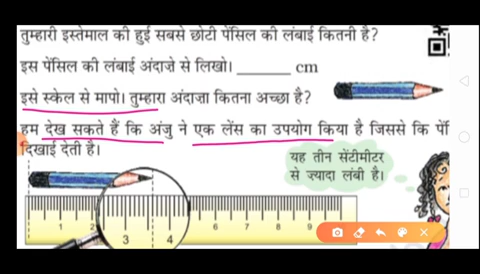 तुम्हारी इस्तेमाल की हुई सबसे छोटी पेंसिल की लंबाई कितनी है?
इस पेंसिल की लंबाई अंदाज़े से लिखो। ________ cm
इसे स्केल से मापो। तुम्हारा अंदाज़ा कितना अच्छा है?
हम देख सकते हैं कि अंजु ने एक लेंस का उपयोग किया है जिससे कि पें
दिखाई देती है।
यह तीन सेंटीमीटर
से ज़्यादा लंबी है।
1 2 3 4 6 7 8 9